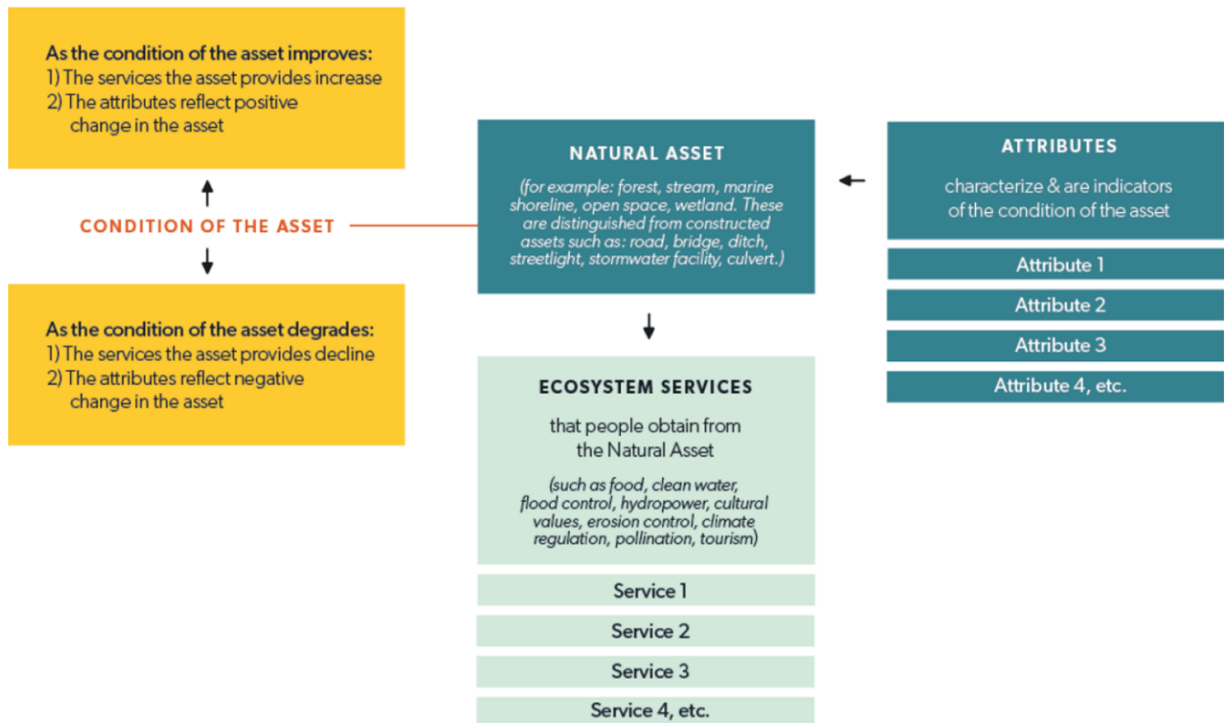 As the condition of the asset improves:
1) The services the asset provides increase
2) The attributes reflect positive
change in the asset
CONDITION OF THE ASSET
As the condition of the asset degrades:
1) The services the asset provides decline
2) The attributes reflect negative
change in the asset
NATURAL ASSET
(for example: forest, stream, marine
shoreline, open space, wetland. These
are distinguished from constructed
assets such as: road, bridge, ditch,
streetlight, stormwater facility, culvert.)
ECOSYSTEM SERVICES
that people obtain from
the Natural Asset
(such as food, clean water,
flood control, hydropower, cultural
values, erosion control, climate
regulation, pollination, tourism)
Service 1
Service 2
Service 3
Service 4, etc.
ATTRIBUTES
characterize & are indicators
of the condition of the asset
Attribute 1
Attribute 2
Attribute 3
Attribute 4, etc.